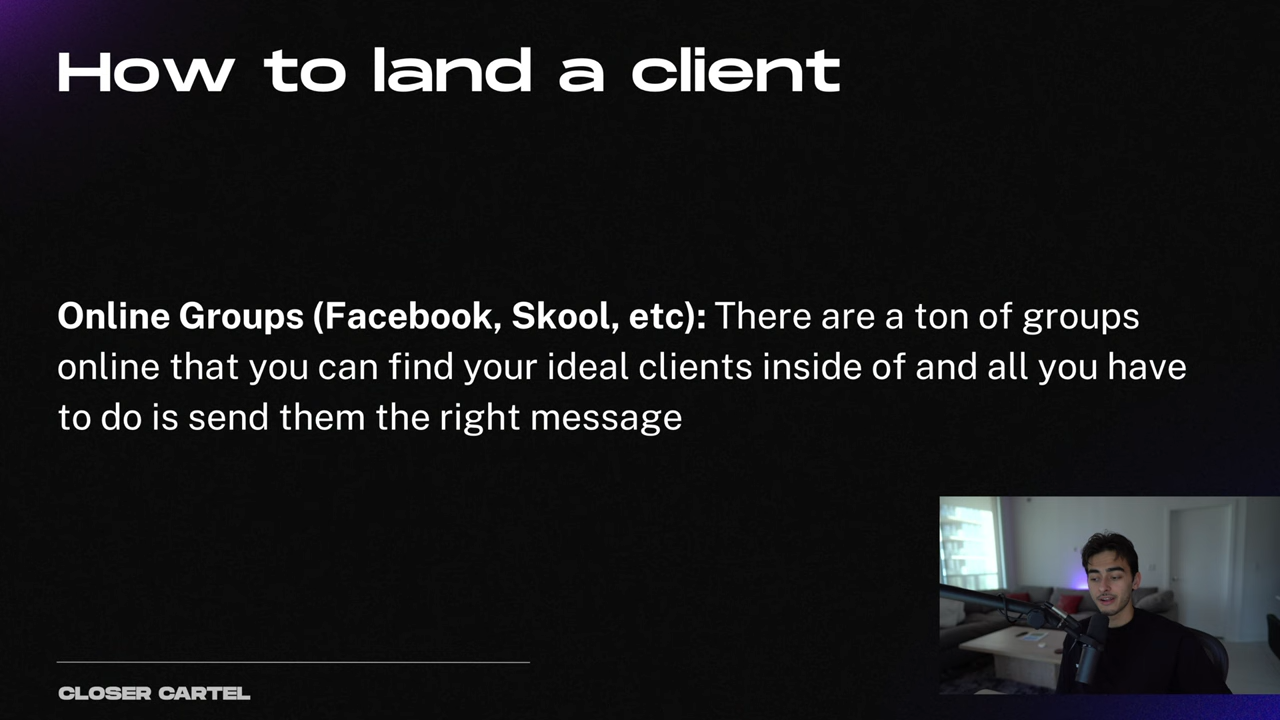 How to land a client
Online Groups (Facebook, Skool, etc): There are a ton of groups
online that you can find your ideal clients inside of and all you have
to do is send them the right message
CLOSER CARTEL